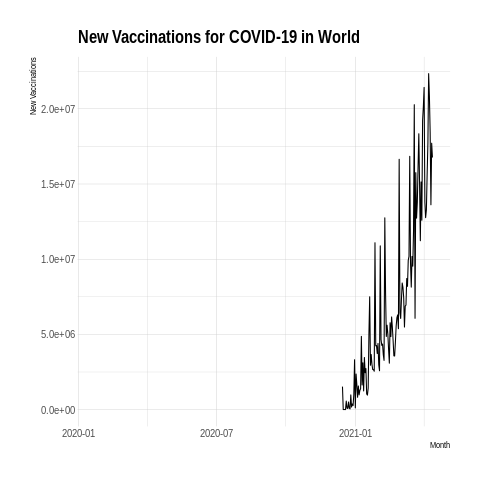 New Vaccinations for COVID-19 in World
New Vaccinations
2.0e+07
1.5e+07
1.0e+07
5.0e+06
0.0e+00
2020-01
2020-07
2021-01
Month